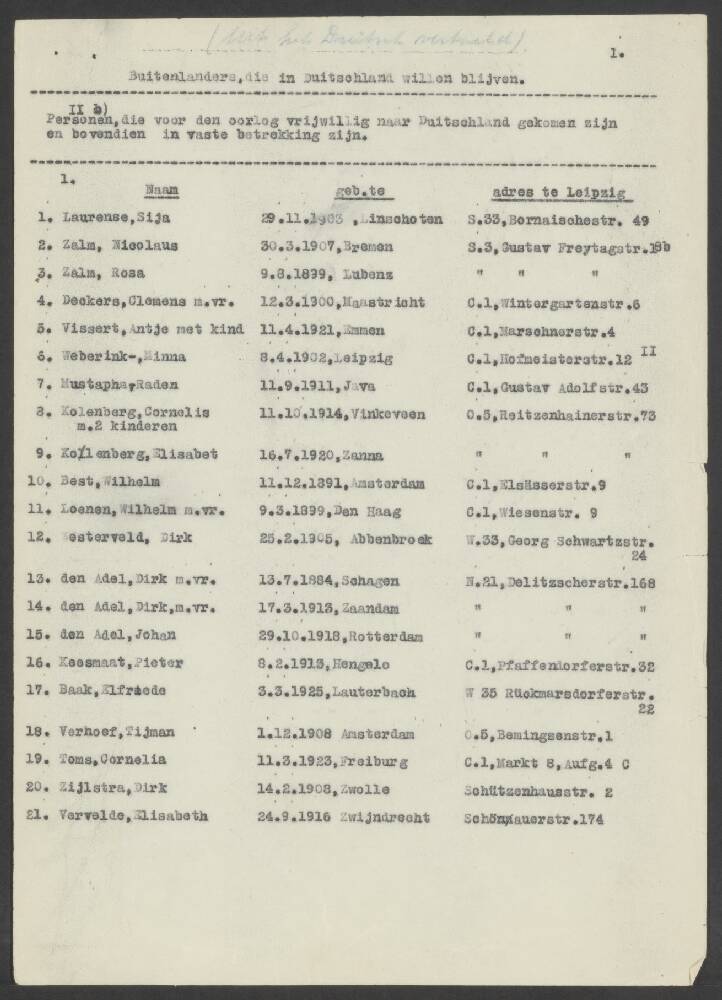 (Uit het Duitsch vertaald)
1.
Buitenlanders,die in Duitschland willen blijven.
II b)
Personen,die voor den oorlog vrijwillig naar Duitschland gekomen zijn
en bovendien in vaste betrekking zijn.
1.
Naam geb.te adres te Leipzig
1. Laurense,Sija 29.11.1903 ,Linschoten S.33,Bornaischestr. 49
2. Zalm, Nicolaus 30.3.1907,Bremen S.3,Gustav Freytagstr.18b
3. Zalm, Rosa 9.8.1899, Lubenz " " "
4. Deckers,Clemens m.vr. 12.3.1900,Maastricht C.1,Wintergartenstr.6
5. Vissert,Antje met kind 11.4.1921,Emmen C.1,Marschnerstr.4
6. Weberink-,Minna 8.4.1902,Leipzig C.1,Hofmeisterstr.12 II
7. Mustapha,Raden 11.9.1911,Java C.1,Gustav Adolfstr.43
8. Kolenberg,Cornelis 11.10.1914,Vinkeveen O.5,Reitzenhainerstr.73
m.2 kinderen
9. Kollenberg,Elisabet 16.7.1920,Zanna " " "
10. Best,Wilhelm 11.12.1891,Amsterdam C.1,Elsässerstr.9
11. Loenen,Wilhelm m.vr. 9.3.1899,Den Haag C.1,Wiesenstr. 9
12. Westerveld, Dirk 25.2.1905, Abbenbroek W.33,Georg Schwartzstr.
24
13. den Adel,Dirk m.vr. 13.7.1884,Schagen N.21,Delitzscherstr.168
14. den Adel,Dirk,m.vr. 17.3.1913,Zaandam " " "
15. den Adel,Johan 29.10.1918,Rotterdam " " "
16. Keesmaat,Pieter 8.2.1913,Hengelo C.1,Pfaffendorferstr.32
17. Baak,Elfriede 3.3.1925,Lauterbach W 35 Rückmarsdorferstr.
22
18. Verhoef,Tijman 1.12.1908 Amsterdam O.5,Bemingsenstr.1
19. Toms,Cornelia 11.3.1923,Freiburg C.1,Markt 8,Aufg.4 C
20. Zijlstra,Dirk 14.2.1908,Zwolle Schützenhausstr. 2
21. Vervelde,Elisabeth 24.9.1916 Zwijndrecht Schönauerstr.174